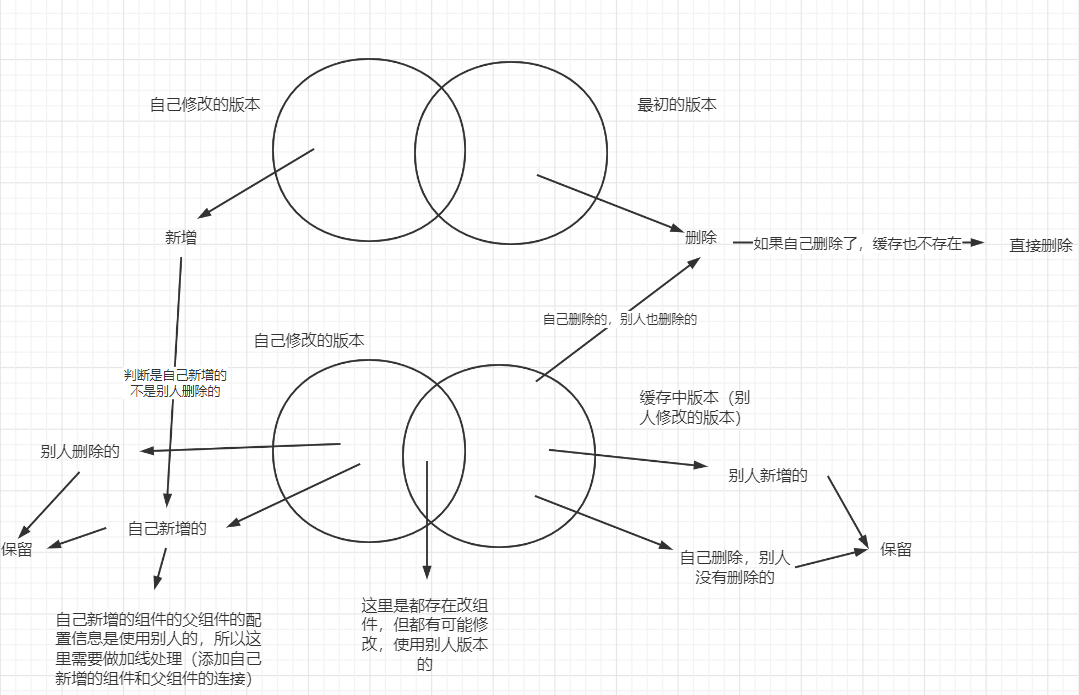 自己修改的版本
最初的版本
新增
删除
如果自己删除了，缓存也不存在
直接删除
自己删除的，别人也删除的
自己修改的版本
判断是自己新增的
不是别人删除的
缓存中版本（别
人修改的版本）
别人删除的
别人新增的
自己新增的
保留
保留
自己删除，别人
没有删除的
自己新增的组件的父组件的配
置信息是使用别人的，所以这
里需要做加线处理（添加自己
新增的组件和父组件的连接）
这里是都存在改组
件，但都有可能修
改，使用别人版本
的